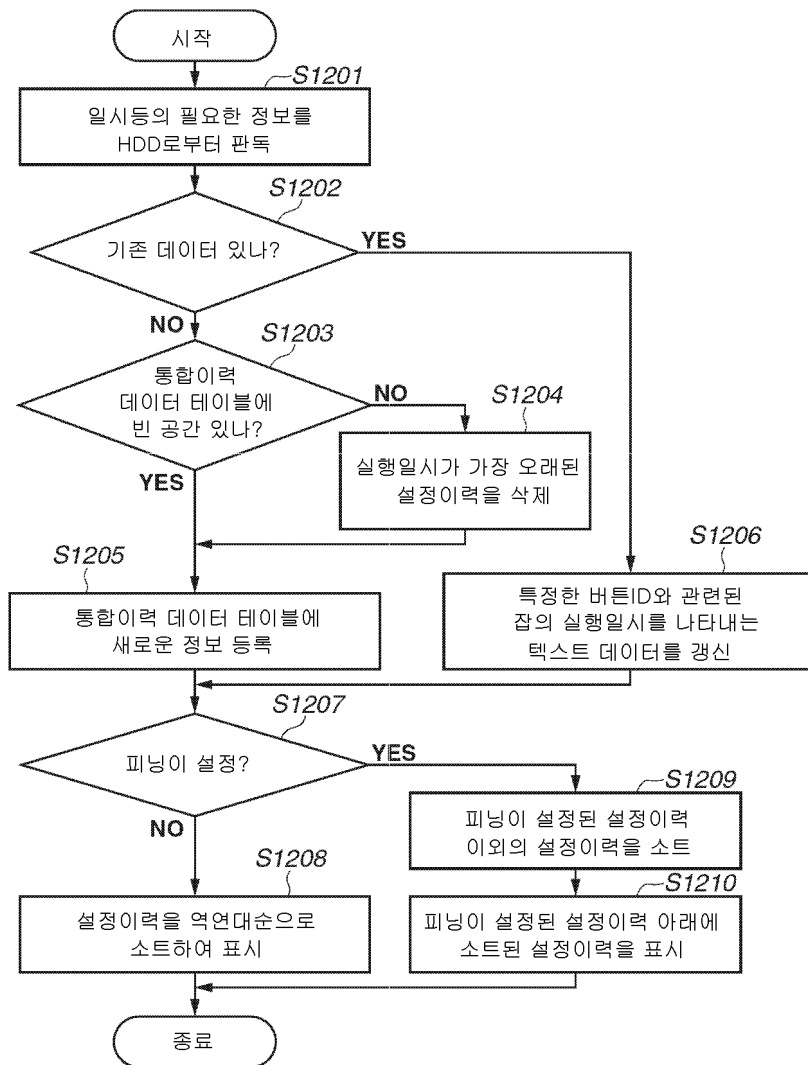 시작
S1201
일시등의 필요한 정보를
HDD로부터 판독
S1202
기존 데이터 있나?
YES
NO
S1203
통합이력
데이터 테이블에
빈 공간 있나?
NO
YES
S1204
실행일시가 가장 오래된
설정이력을 삭제
S1205
통합이력 데이터 테이블에
새로운 정보 등록
S1206
특정한 버튼ID와 관련된
잡의 실행일시를 나타내는
텍스트 데이터를 갱신
S1207
피닝이 설정?
YES
NO
S1209
피닝이 설정된 설정이력
이외의 설정이력을 소트
S1208
설정이력을 역연대순으로
소트하여 표시
S1210
피닝이 설정된 설정이력 아래에
소트된 설정이력을 표시
종료